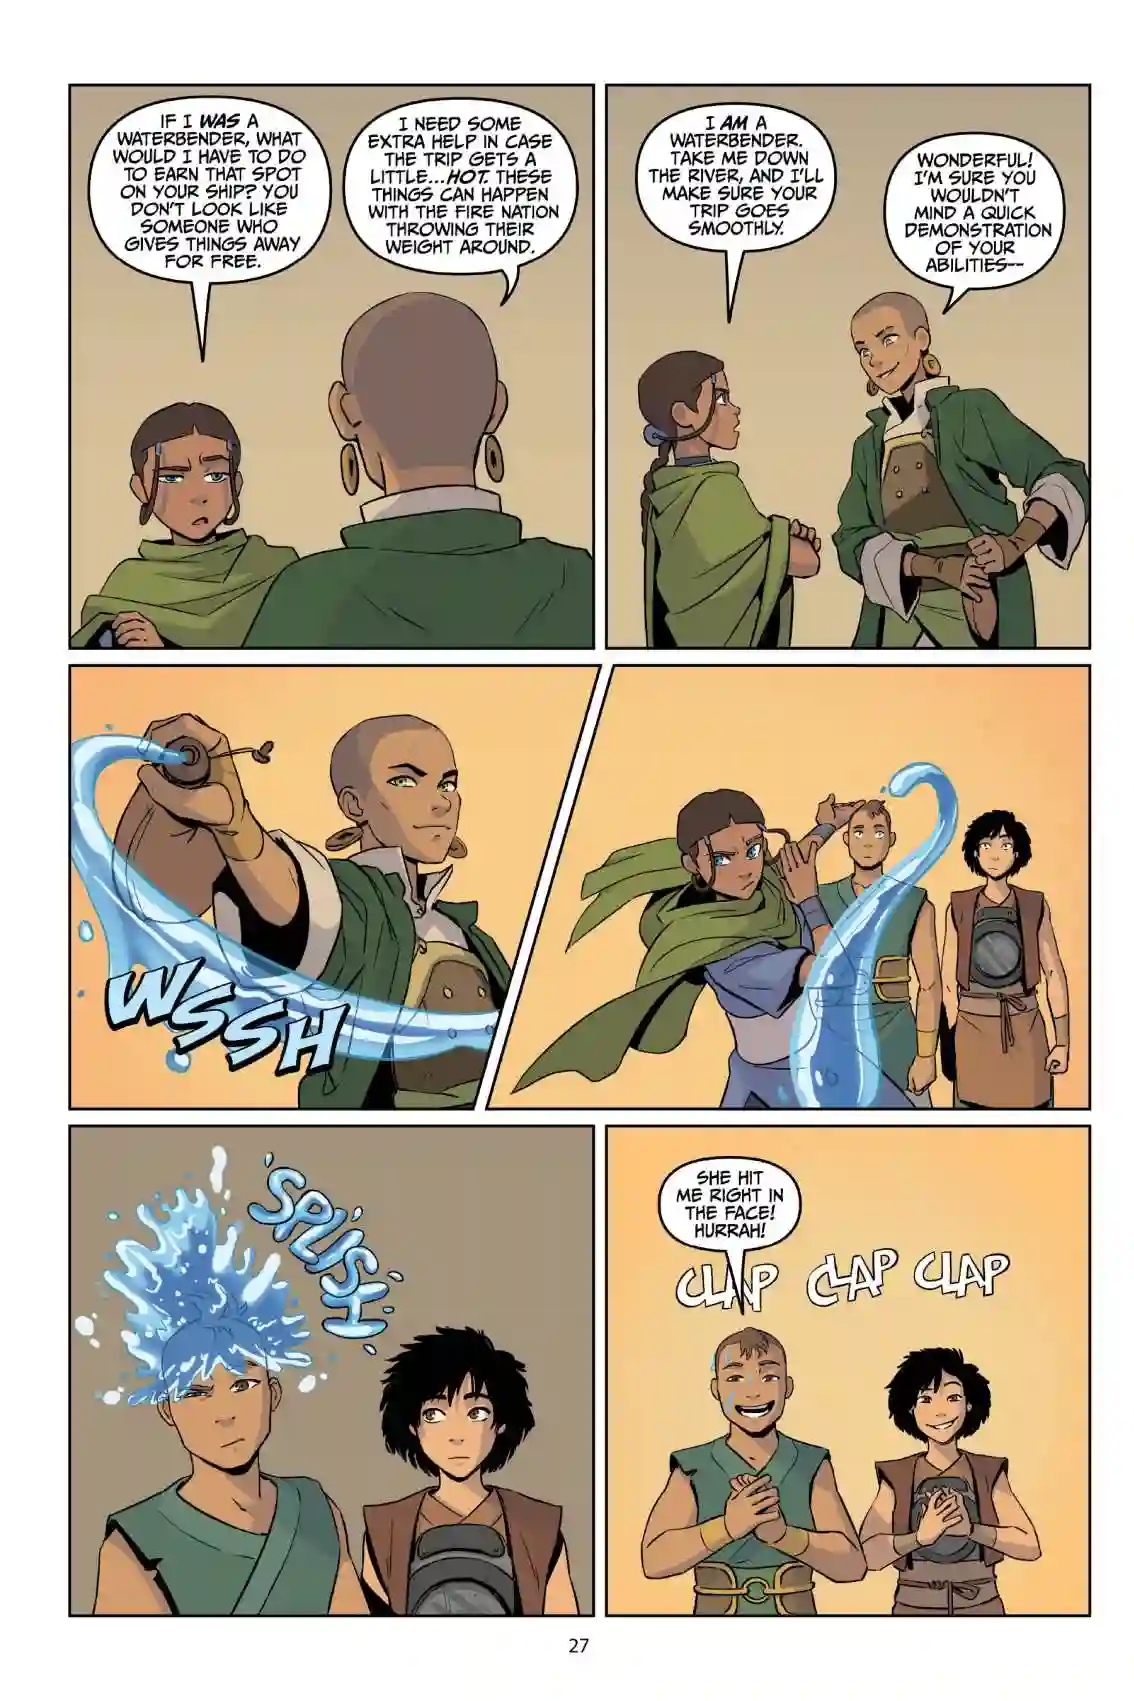 IF I WAS A
WATERBENDER, WHAT
WOULD I HAVE TO DO
TO EARN THAT SPOT
ON YOUR SHIP? YOU
DON'T LOOK LIKE
SOMEONE WHO
GIVES THINGS AWAY
FOR FREE.
I NEED SOME
EXTRA HELP IN CASE
THE TRIP GETS A
LITTLE...HOT. THESE
THINGS CAN HAPPEN
WITH THE FIRE NATION
THROWING THEIR
WEIGHT AROUND.
I AM A
WATERBENDER.
TAKE ME DOWN
THE RIVER, AND I'LL
MAKE SURE YOUR
TRIP GOES
SMOOTHLY.
WONDERFUL!
I'M SURE YOU
WOULDN'T
MIND A QUICK
DEMONSTRATION
OF YOUR
ABILITIES--
WSSH
SPLISH
SHE HIT
ME RIGHT IN
THE FACE!
HURRAH!
CLAP CLAP CLAP
27